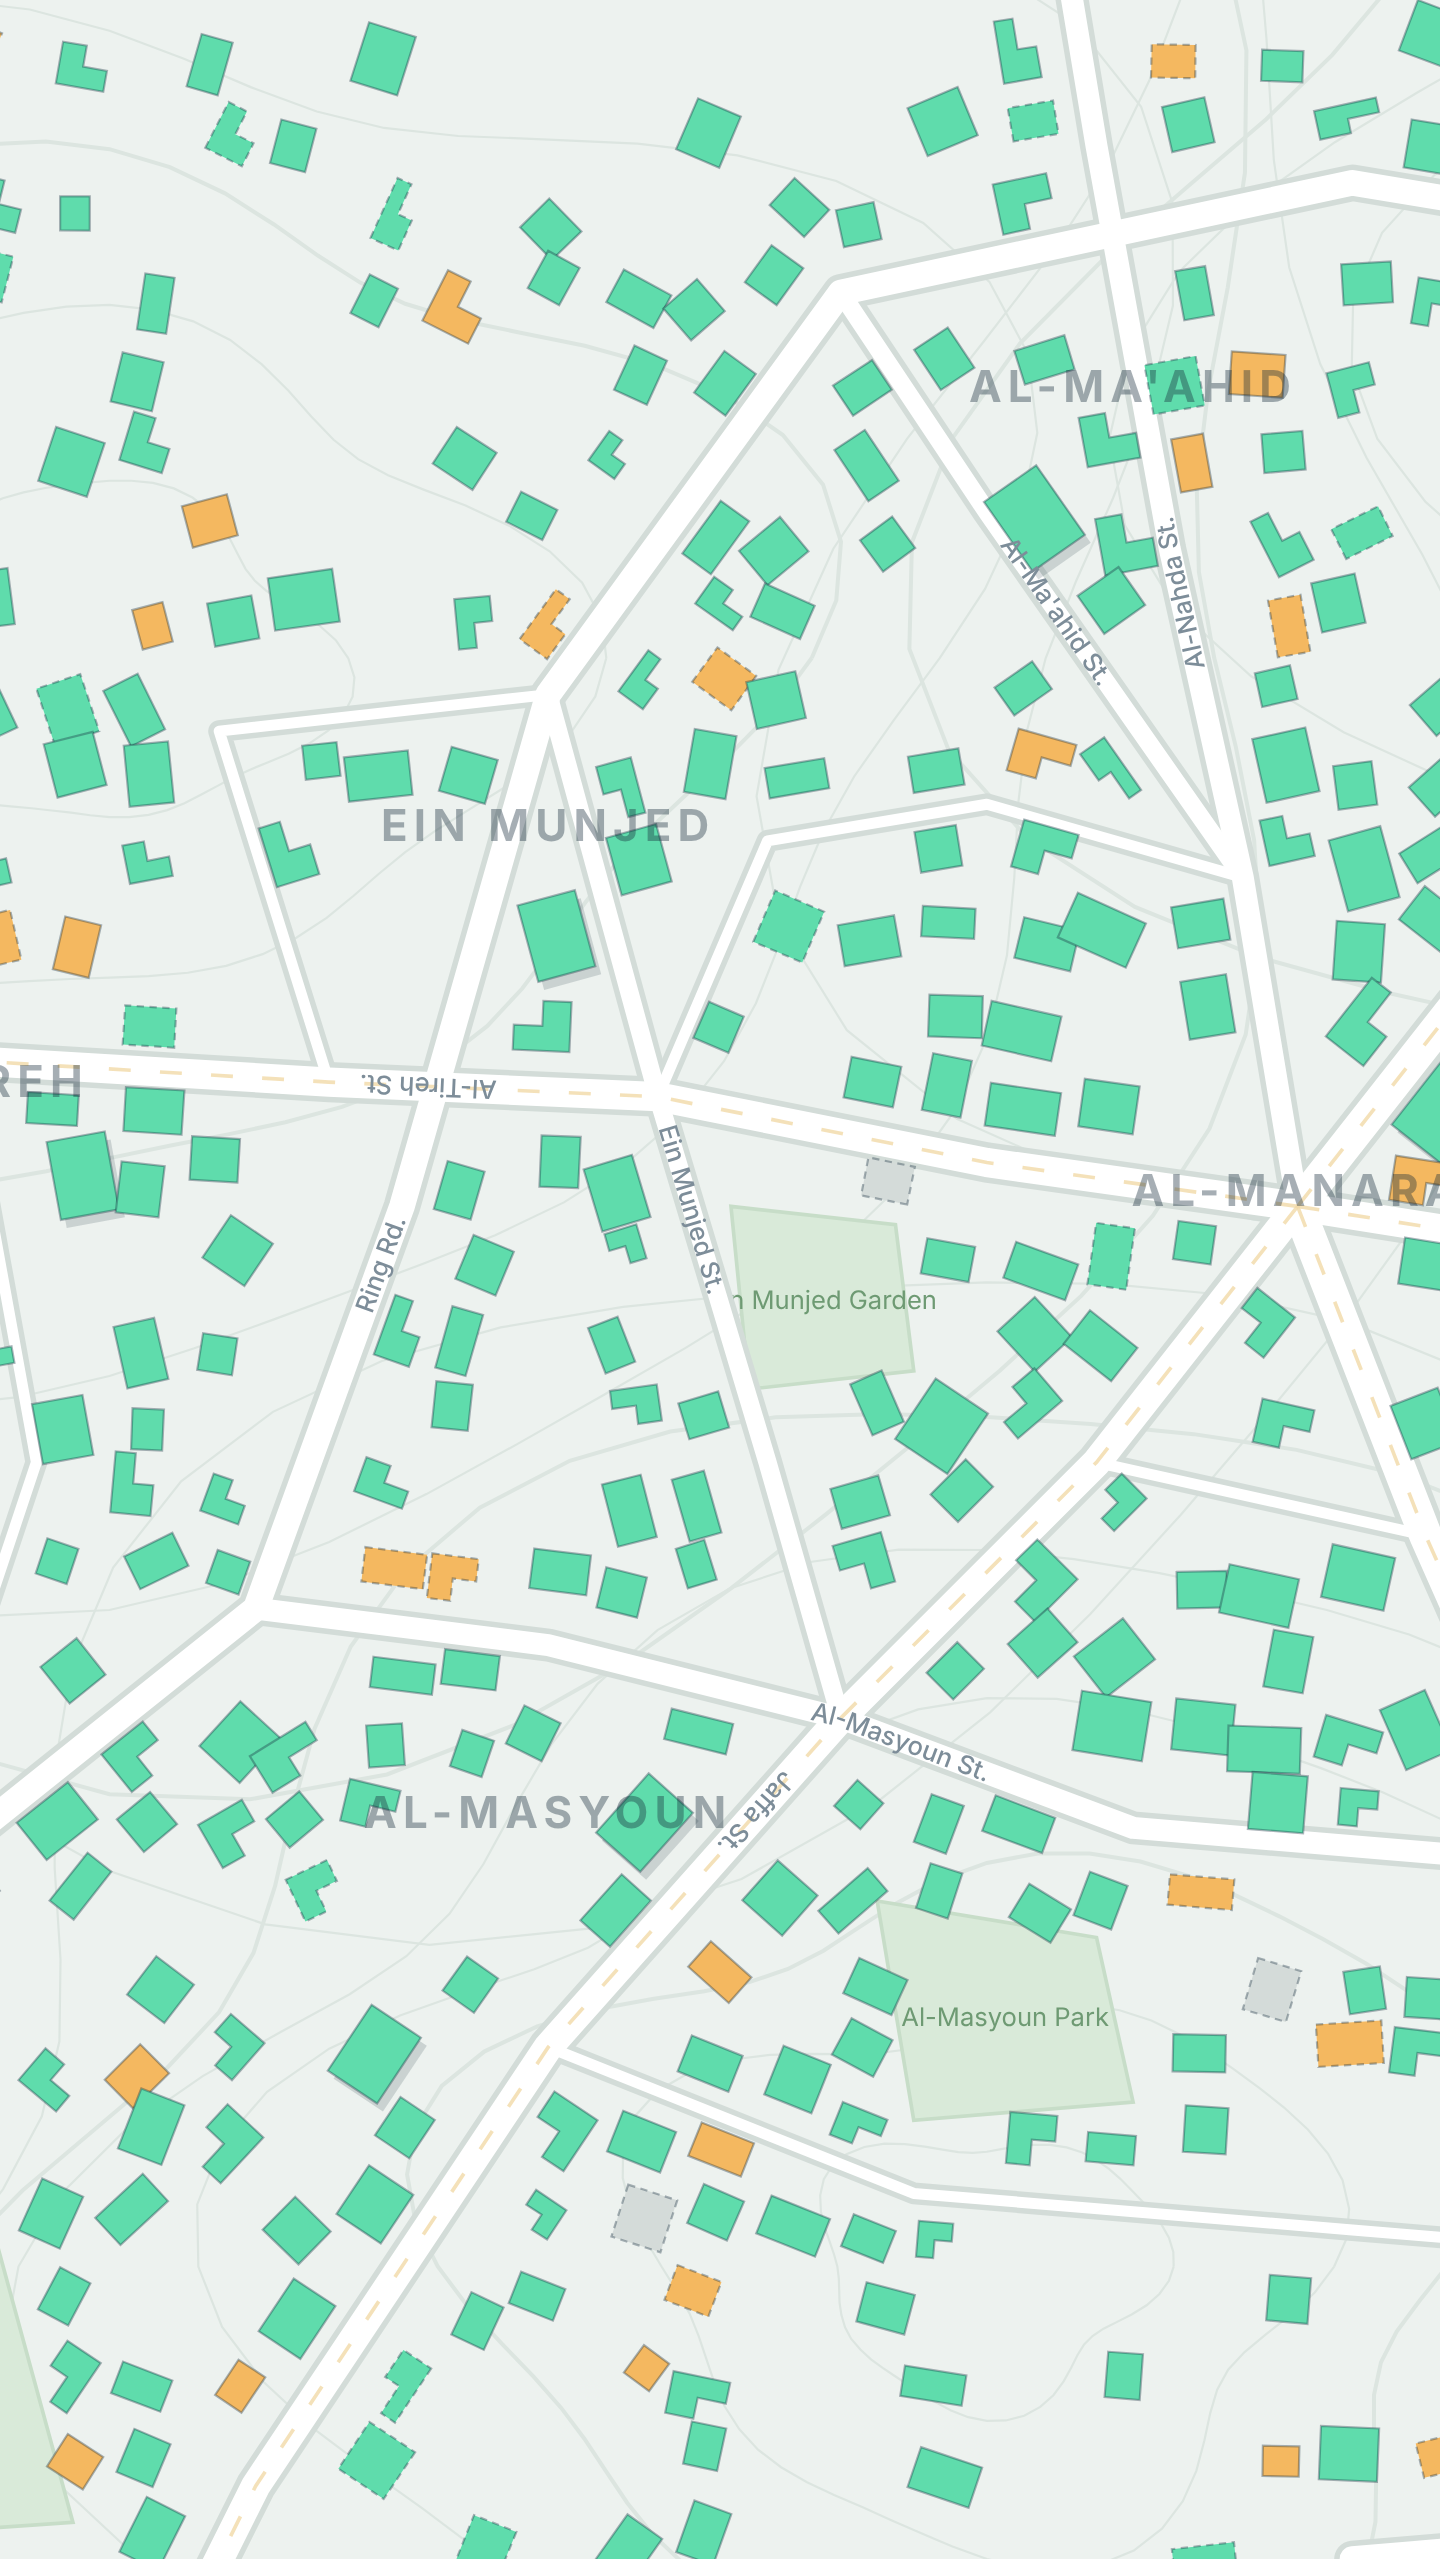 AL-MA'AHID
Al-Ma'ahid St.
Al-Nahda St.
EIN MUNJED
Al-Tireh St.
REH
Ein Munjed St.
AL-MANARA
Ring Rd.
n Munjed Garden
Al-Masyoun St.
Jaffa St.
AL-MASYOUN
Al-Masyoun Park